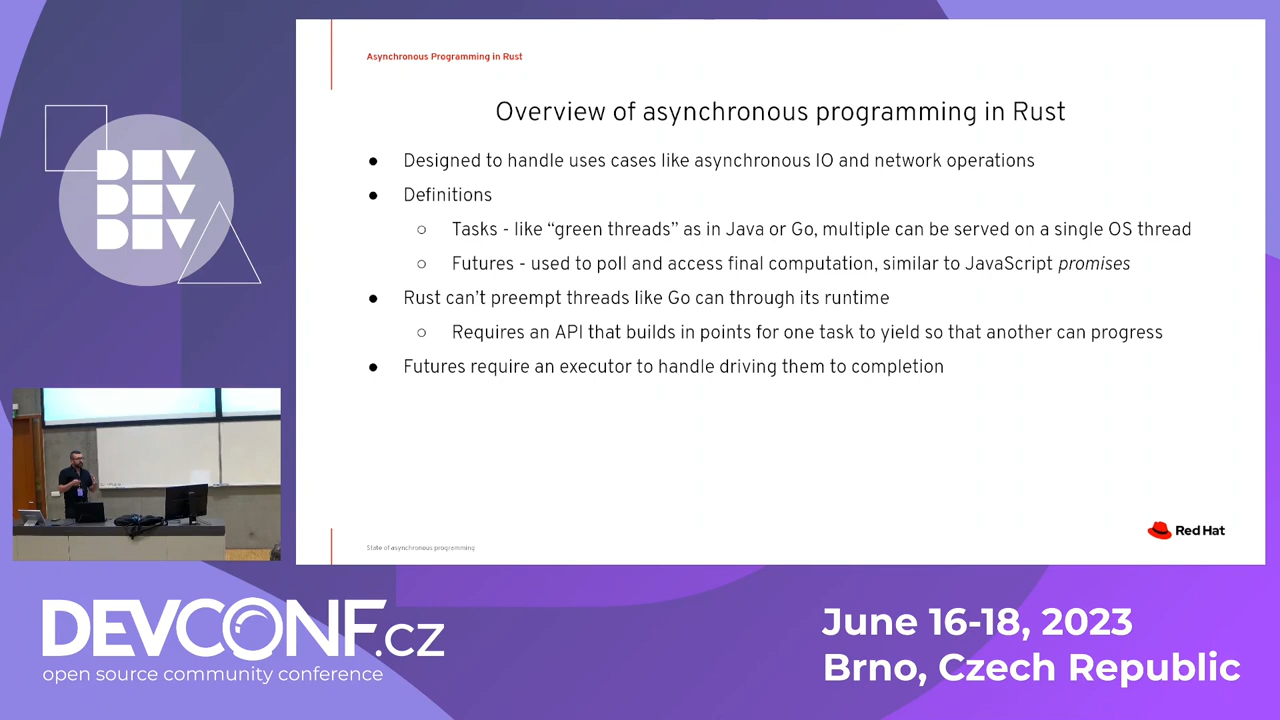 Asynchronous Programming in Rust
Overview of asynchronous programming in Rust
● Designed to handle uses cases like asynchronous IO and network operations
● Definitions
○ Tasks - like “green threads” as in Java or Go, multiple can be served on a single OS thread
○ Futures - used to poll and access final computation, similar to JavaScript promises
● Rust can’t preempt threads like Go can through its runtime
○ Requires an API that builds in points for one task to yield so that another can progress
● Futures require an executor to handle driving them to completion
State of asynchronous programming
Red Hat
DEV
DEV
DEV
DEVCONF.cz
open source community conference
June 16-18, 2023
Brno, Czech Republic